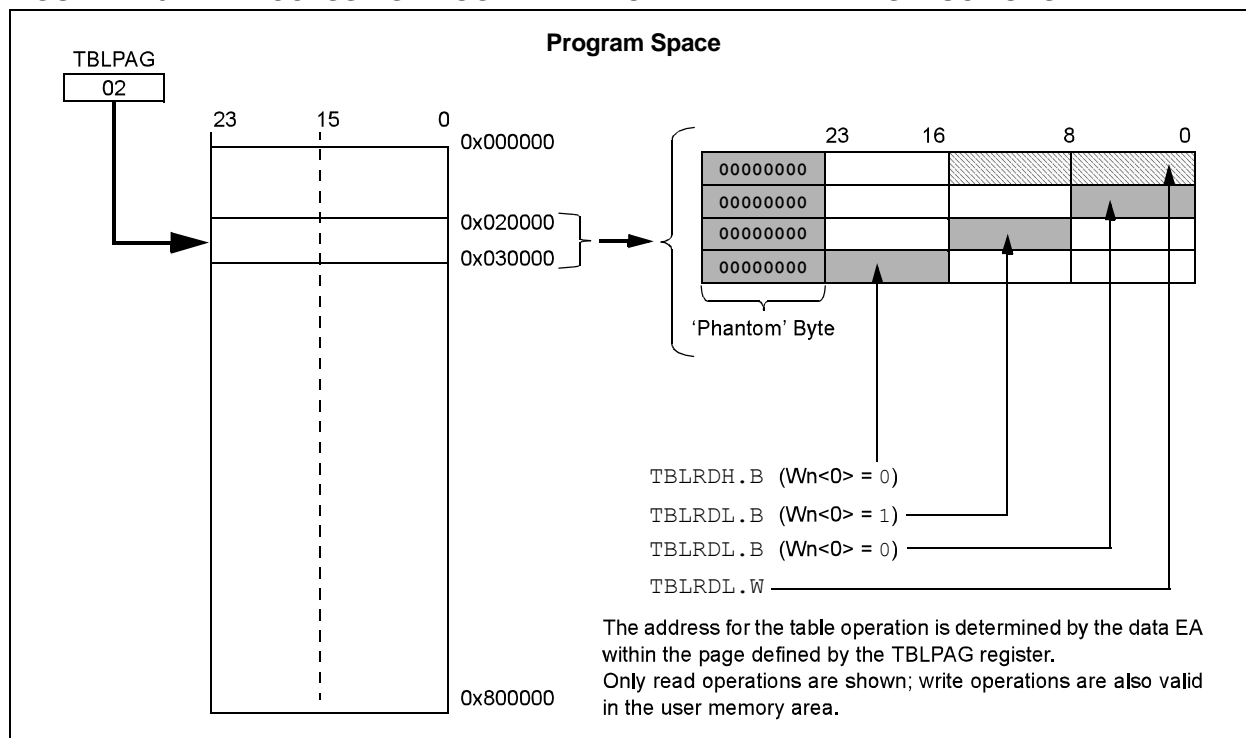 Program Space
TBLPAG
02
23 15 0
0x000000
0x020000
0x030000
0x800000
23 16 8 0
00000000
00000000
00000000
00000000
'Phantom' Byte
TBLRDH.B (Wn<0> = 0)
TBLRDL.B (Wn<0> = 1)
TBLRDL.B (Wn<0> = 0)
TBLRDL.W
The address for the table operation is determined by the data EA
within the page defined by the TBLPAG register.
Only read operations are shown; write operations are also valid
in the user memory area.